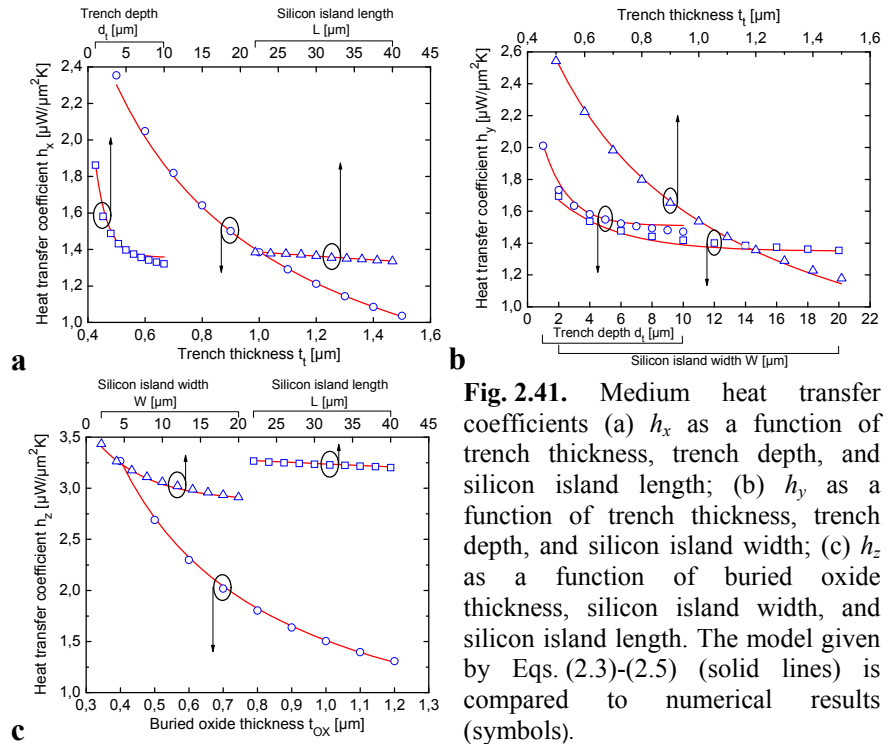 Trench depth
d_t [μm]
Silicon island length
L [μm]
0 5 10 15 20 25 30 35 40 45
2,4
2,2
2,0
1,8
1,6
1,4
1,2
1,0
Heat transfer coefficient h_x [μW/μm²K]
0,4 0,6 0,8 1,0 1,2 1,4 1,6
Trench thickness t_t [μm]
a
Trench thickness t_t [μm]
0,4 0,6 0,8 1,0 1,2 1,4 1,6
2,6
2,4
2,2
2,0
1,8
1,6
1,4
1,2
1,0
Heat transfer coefficient h_y [μW/μm²K]
0 2 4 6 8 10 12 14 16 18 20 22
Trench depth d_t [μm]
Silicon island width W [μm]
b
Silicon island width
W [μm]
Silicon island length
L [μm]
0 5 10 15 20 25 30 35 40 45
3,5
3,0
2,5
2,0
1,5
1,0
Heat transfer coefficient h_z [μW/μm²K]
0,3 0,4 0,5 0,6 0,7 0,8 0,9 1,0 1,1 1,2 1,3
Buried oxide thickness t_OX [μm]
c
Fig. 2.41. Medium heat transfer
coefficients (a) h_x as a function of
trench thickness, trench depth, and
silicon island length; (b) h_y as a
function of trench thickness, trench
depth, and silicon island width; (c) h_z
as a function of buried oxide
thickness, silicon island width, and
silicon island length. The model given
by Eqs. (2.3)-(2.5) (solid lines) is
compared to numerical results
(symbols).